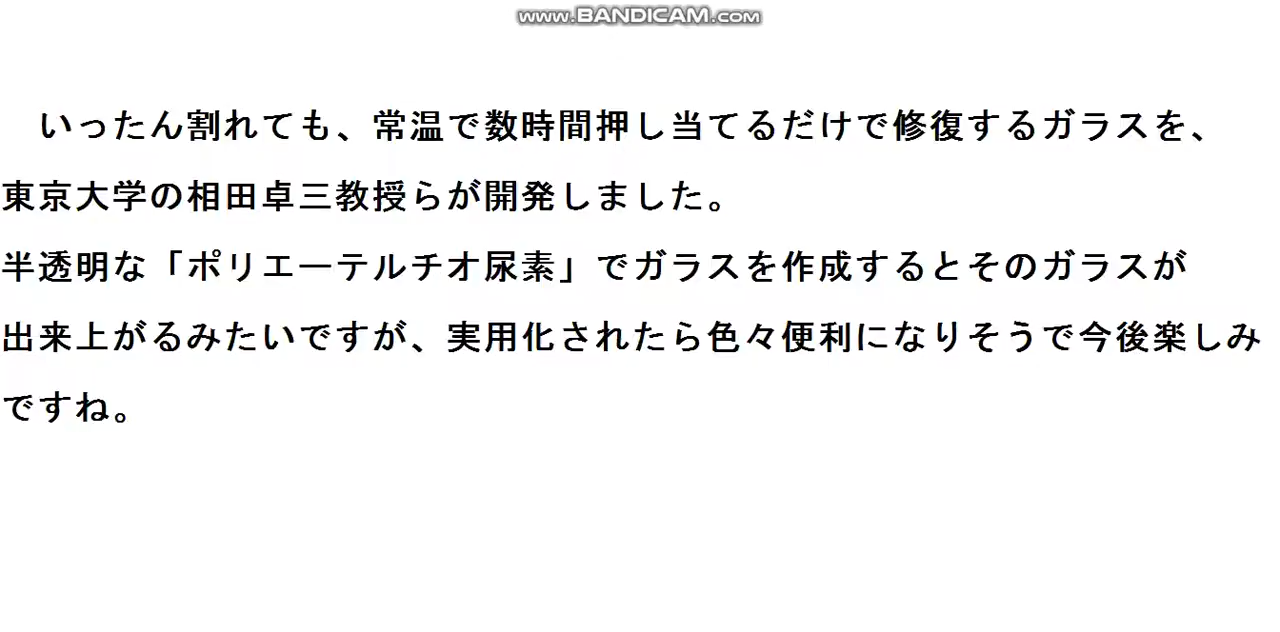 www.BANDICAM.com
いったん割れても、常温で数時間押し当てるだけで修復するガラスを、
東京大学の相田卓三教授らが開発しました。
半透明な「ポリエーテルチオ尿素」でガラスを作成するとそのガラスが
出来上がるみたいですが、実用化されたら色々便利になりそうで今後楽しみ
ですね。